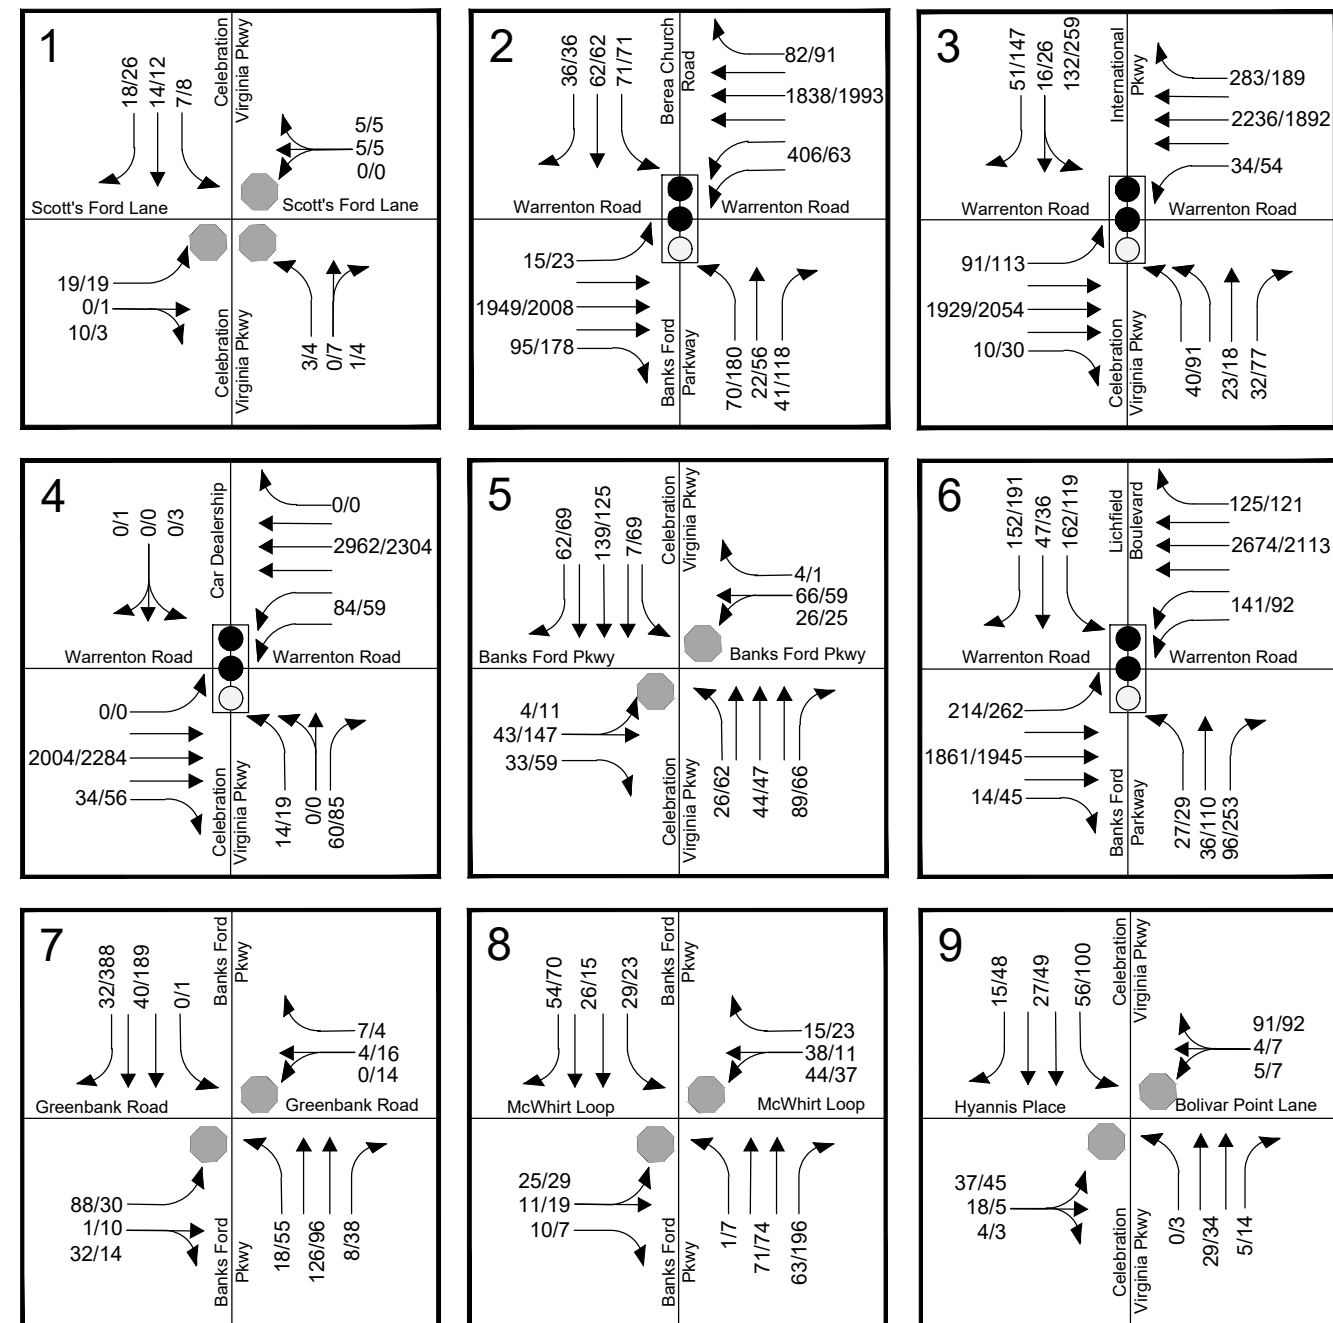 1
18/26
14/12
7/8
Celebration
Virginia Pkwy
5/5
5/5
0/0
Scott's Ford Lane
Scott's Ford Lane
19/19
0/1
10/3
Celebration
Virginia Pkwy
3/4
0/7
1/4
2
36/36
62/62
71/71
Berea Church
Road
82/91
1838/1993
406/63
Warrenton Road
Warrenton Road
15/23
1949/2008
95/178
Banks Ford
Parkway
70/180
22/56
41/118
3
51/147
16/26
132/259
International
Pkwy
283/189
2236/1892
34/54
Warrenton Road
Warrenton Road
91/113
1929/2054
10/30
Celebration
Virginia Pkwy
40/91
23/18
32/77
4
0/1
0/0
0/3
Car Dealership
0/0
2962/2304
84/59
Warrenton Road
Warrenton Road
0/0
2004/2284
34/56
Celebration
Virginia Pkwy
14/19
0/0
60/85
5
62/69
139/125
7/69
Celebration
Virginia Pkwy
4/1
66/59
26/25
Banks Ford Pkwy
Banks Ford Pkwy
4/11
43/147
33/59
Celebration
Virginia Pkwy
26/62
44/47
89/66
6
152/191
47/36
162/119
Lichfield
Boulevard
125/121
2674/2113
141/92
Warrenton Road
Warrenton Road
214/262
1861/1945
14/45
Banks Ford
Parkway
27/29
36/110
96/253
7
32/388
40/189
0/1
Banks Ford
Pkwy
7/4
4/16
0/14
Greenbank Road
Greenbank Road
88/30
1/10
32/14
Banks Ford
Pkwy
18/55
126/96
8/38
8
54/70
26/15
29/23
Banks Ford
Pkwy
15/23
38/11
44/37
McWhirt Loop
McWhirt Loop
25/29
11/19
10/7
Banks Ford
Pkwy
1/7
71/74
63/196
9
15/48
27/49
56/100
Celebration
Virginia Pkwy
91/92
4/7
5/7
Hyannis Place
Bolivar Point Lane
37/45
18/5
4/3
Celebration
Virginia Pkwy
0/3
29/34
5/14